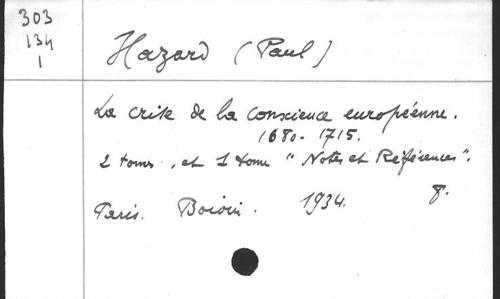 303
134
1
Hazard (Paul)
La crise de la conscience européenne.
1680-1715.
2 tomes, et 1 tome "Notes et Références".
Paris. Boivin. 1934. 8.